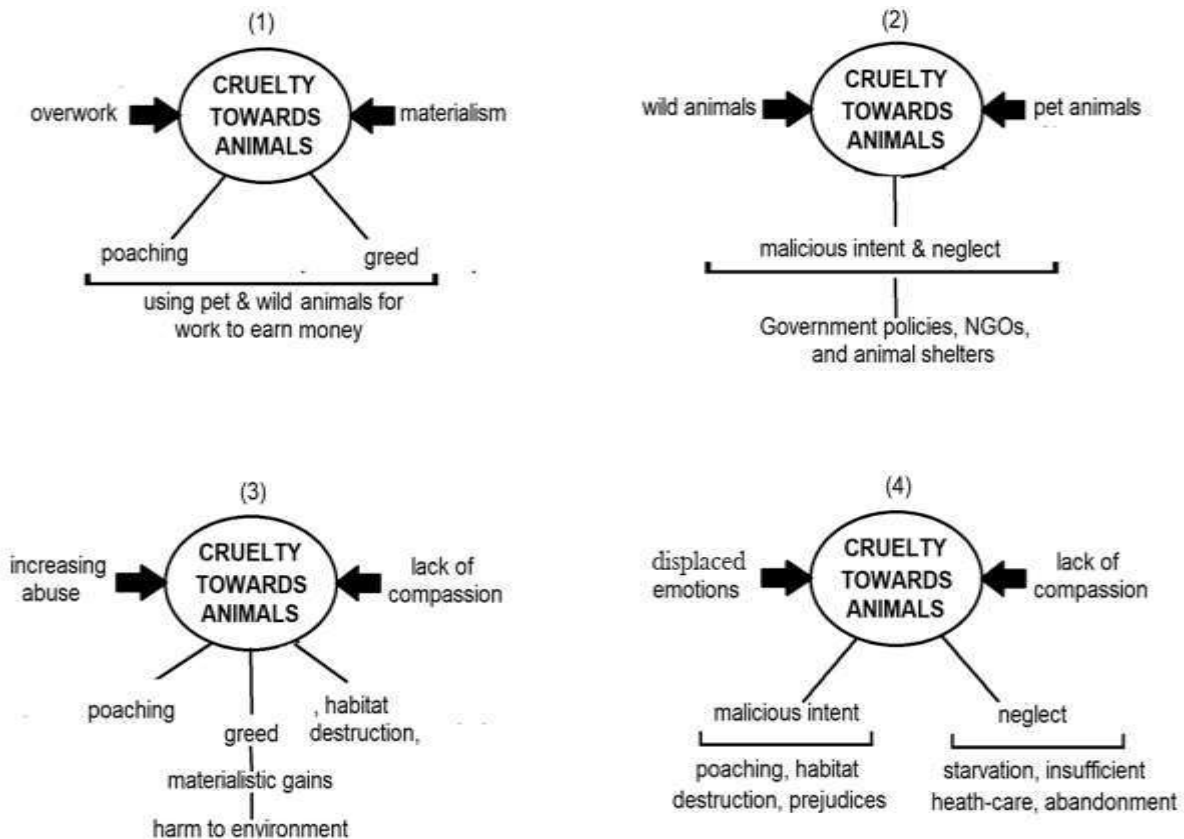 (1)
CRUELTY
TOWARDS
ANIMALS
overwork
materialism
poaching
greed
using pet & wild animals for
work to earn money
(2)
CRUELTY
TOWARDS
ANIMALS
wild animals
pet animals
malicious intent & neglect
Government policies, NGOs,
and animal shelters
(3)
CRUELTY
TOWARDS
ANIMALS
increasing
abuse
lack of
compassion
poaching
greed
, habitat
destruction,
materialistic gains
harm to environment
(4)
CRUELTY
TOWARDS
ANIMALS
displaced
emotions
lack of
compassion
malicious intent
neglect
poaching, habitat
destruction, prejudices
starvation, insufficient
heath-care, abandonment